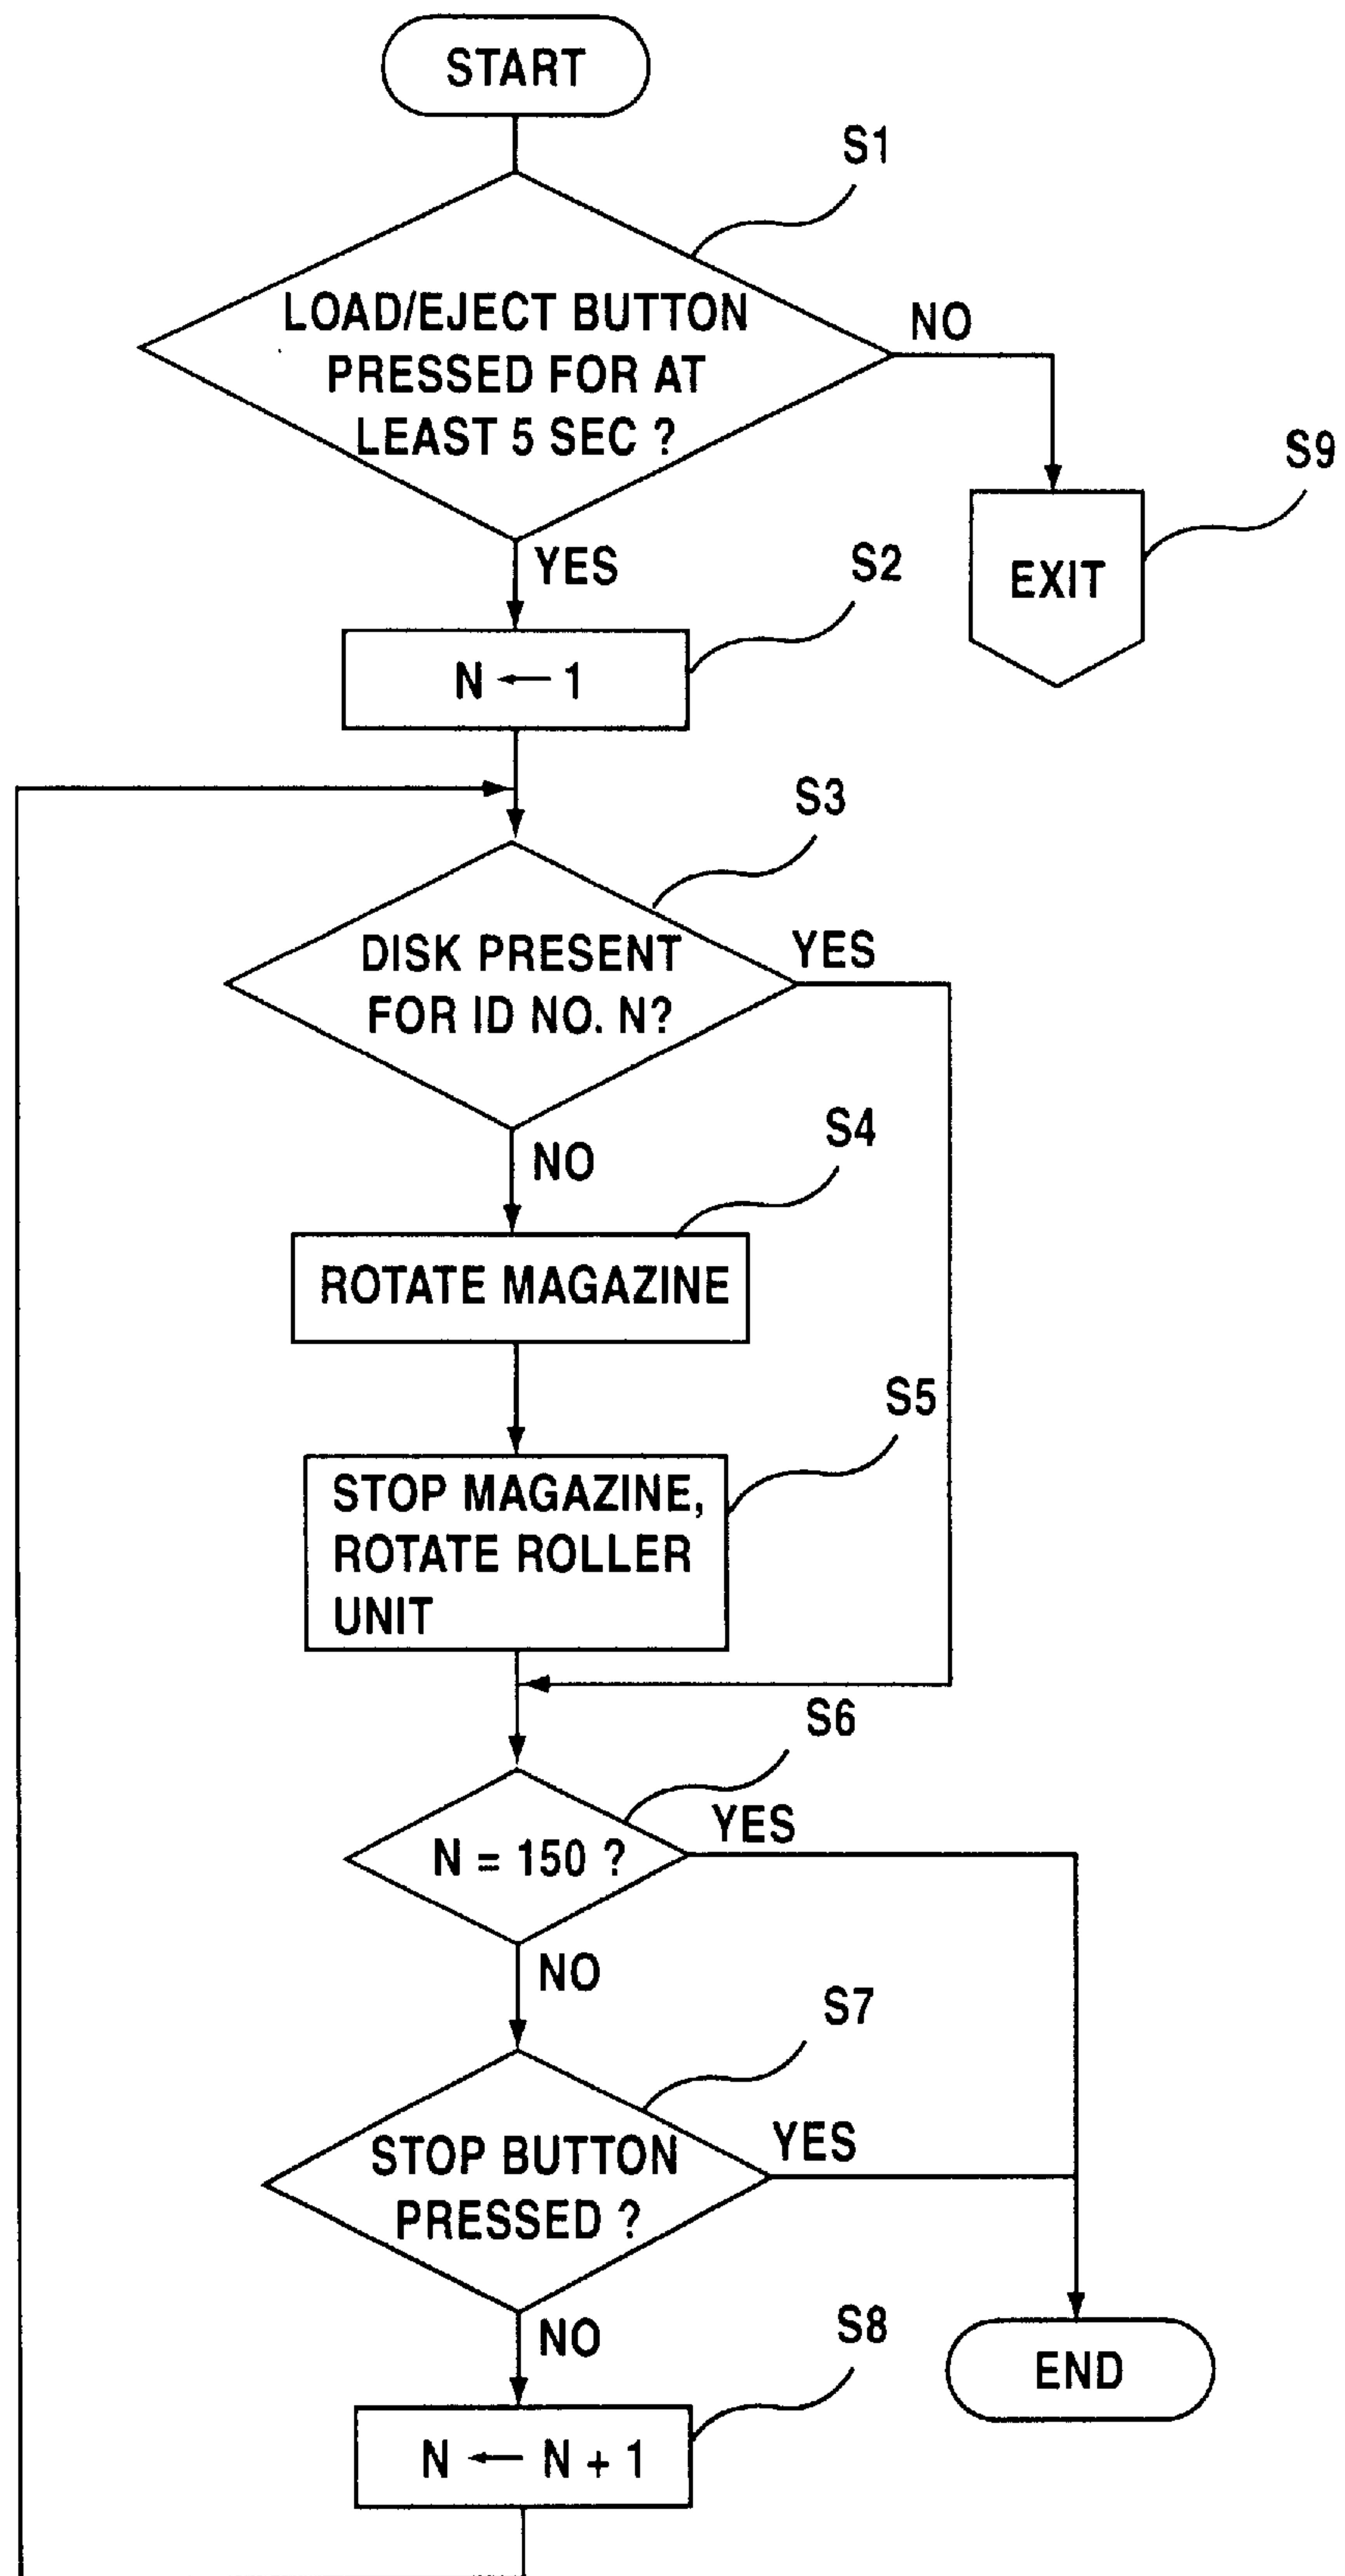 START
S1
LOAD/EJECT BUTTON
PRESSED FOR AT
LEAST 5 SEC ?
NO
S9
EXIT
YES
S2
N ← 1
S3
DISK PRESENT
FOR ID NO. N?
YES
NO
S4
ROTATE MAGAZINE
S5
STOP MAGAZINE,
ROTATE ROLLER
UNIT
S6
N = 150 ?
YES
NO
S7
STOP BUTTON
PRESSED ?
YES
NO
S8
END
N ← N + 1